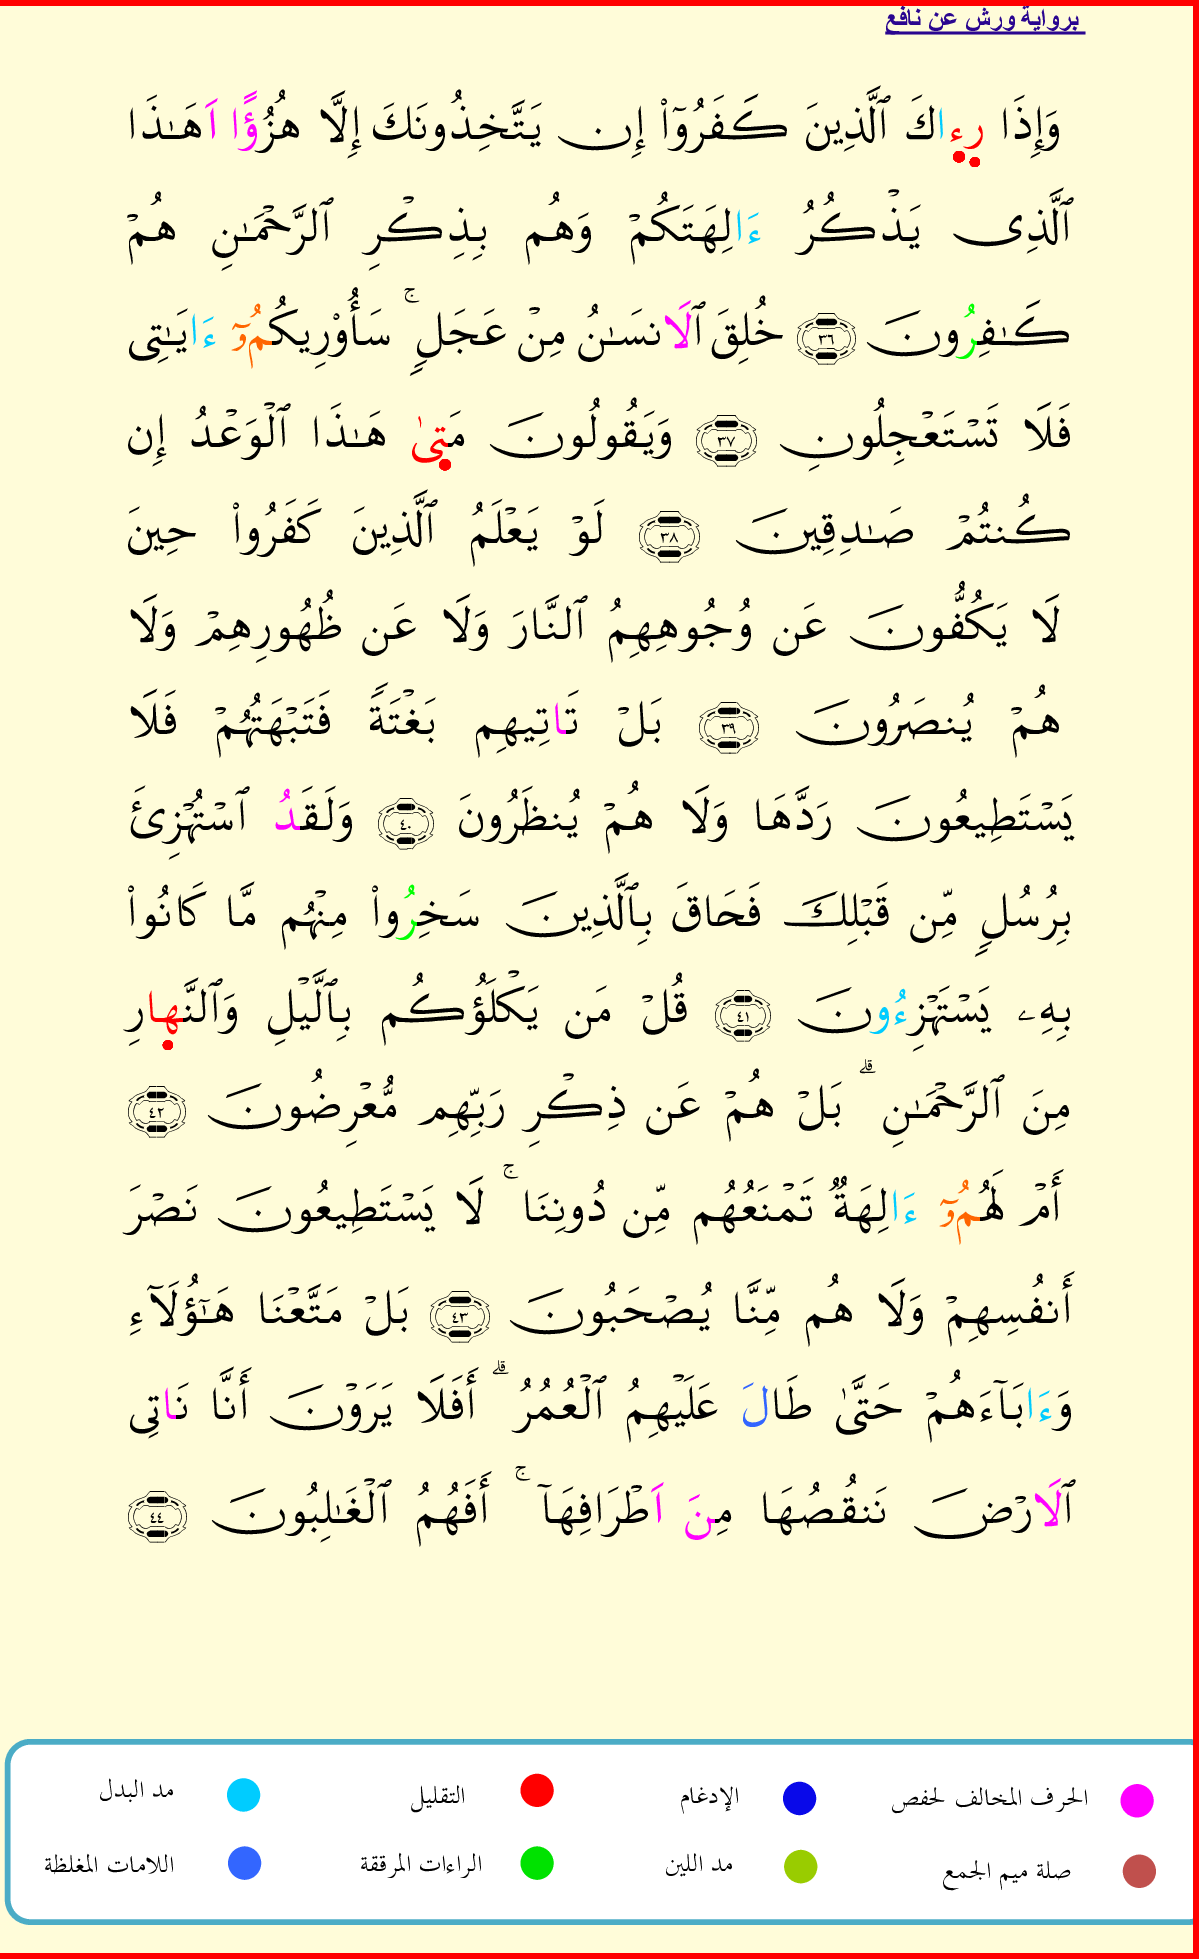 برواية ورش عن نافع
وَإِذَا رِءاكَ ٱلَّذِينَ كَفَرُوٓاْ إِن يَتَّخِذُونَكَ إِلَّا هُزُؤًا اَهَـٰذَا
ٱلَّذِى يَذْكُرُ ءَالِهَتَكُمْ وَهُم بِذِكْرِ ٱلرَّحْمَـٰنِ هُمْ
كَـٰفِرُونَ ٣٦ خُلِقَ ٱلَانسَـٰنُ مِنْ عَجَلٍ ۚ سَأُوْرِيكُمُۥٓ ءَايَـٰتِى
فَلَا تَسْتَعْجِلُونِ ٣٧ وَيَقُولُونَ مَتىٰ هَـٰذَا ٱلْوَعْدُ إِن
كُنتُمْ صَـٰدِقِينَ ٣٨ لَوْ يَعْلَمُ ٱلَّذِينَ كَفَرُواْ حِينَ
لَا يَكُفُّونَ عَن وُجُوهِهِمُ ٱلنَّارَ وَلَا عَن ظُهُورِهِمْ وَلَا
هُمْ يُنصَرُونَ ٣٩ بَلْ تَاتِيهِم بَغْتَةً فَتَبْهَتُهُمْ فَلَا
يَسْتَطِيعُونَ رَدَّهَا وَلَا هُمْ يُنظَرُونَ ٤٠ وَلَقَدُ ٱسْتُهْزِئَ
بِرُسُلٍ مِّن قَبْلِكَ فَحَاقَ بِٱلَّذِينَ سَخِرُواْ مِنْهُم مَّا كَانُواْ
بِهِۦ يَسْتَهْزِءُونَ ٤١ قُلْ مَن يَكْلَؤُكُم بِٱلَّيْلِ وَٱلنَّهارِ
مِنَ ٱلرَّحْمَـٰنِ ۗ بَلْ هُمْ عَن ذِكْرِ رَبِّهِم مُّعْرِضُونَ ٤٢
أَمْ لَهُمُۥٓ ءَالِهَةٌ تَمْنَعُهُم مِّن دُونِنَا ۚ لَا يَسْتَطِيعُونَ نَصْرَ
أَنفُسِهِمْ وَلَا هُم مِّنَّا يُصْحَبُونَ ٤٣ بَلْ مَتَّعْنَا هَـٰٓؤُلَآءِ
وَءَابَآءَهُمْ حَتَّىٰ طَالَ عَلَيْهِمُ ٱلْعُمُرُ ۗ أَفَلَا يَرَوْنَ أَنَّا نَاتِى
ٱلَارْضَ نَنقُصُهَا مِنَ اَطْرَافِهَآ ۚ أَفَهُمُ ٱلْغَـٰلِبُونَ ٤٤
الحرف المخالف لحفص الإدغام التقليل مد البدل
صلة ميم الجمع مد اللين الراءات المرققة اللامات المغلظة